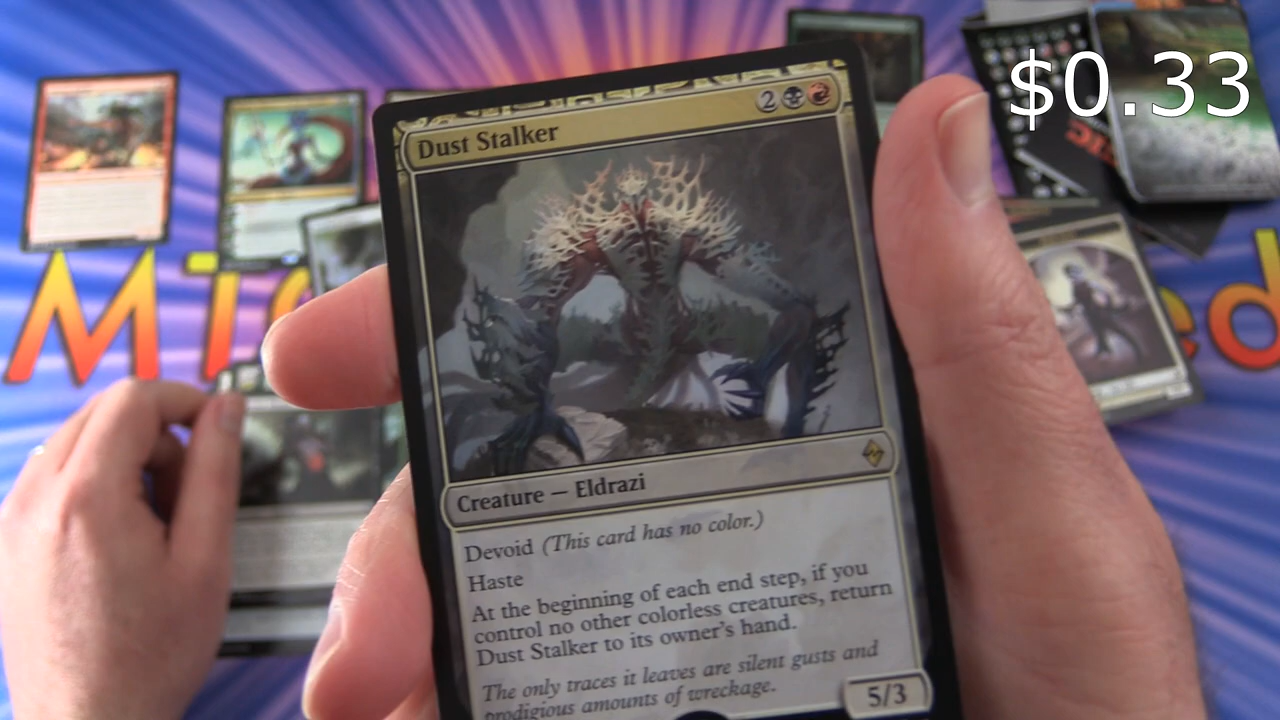 $0.33
Dust Stalker
2
Creature — Eldrazi
Devoid (This card has no color.)
Haste
At the beginning of each end step, if you
control no other colorless creatures, return
Dust Stalker to its owner's hand.
The only traces it leaves are silent gusts and
prodigious amounts of wreckage.
5/3